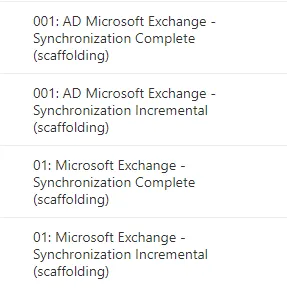 001: AD Microsoft Exchange -
Synchronization Complete
(scaffolding)
001: AD Microsoft Exchange -
Synchronization Incremental
(scaffolding)
01: Microsoft Exchange -
Synchronization Complete
(scaffolding)
01: Microsoft Exchange -
Synchronization Incremental
(scaffolding)